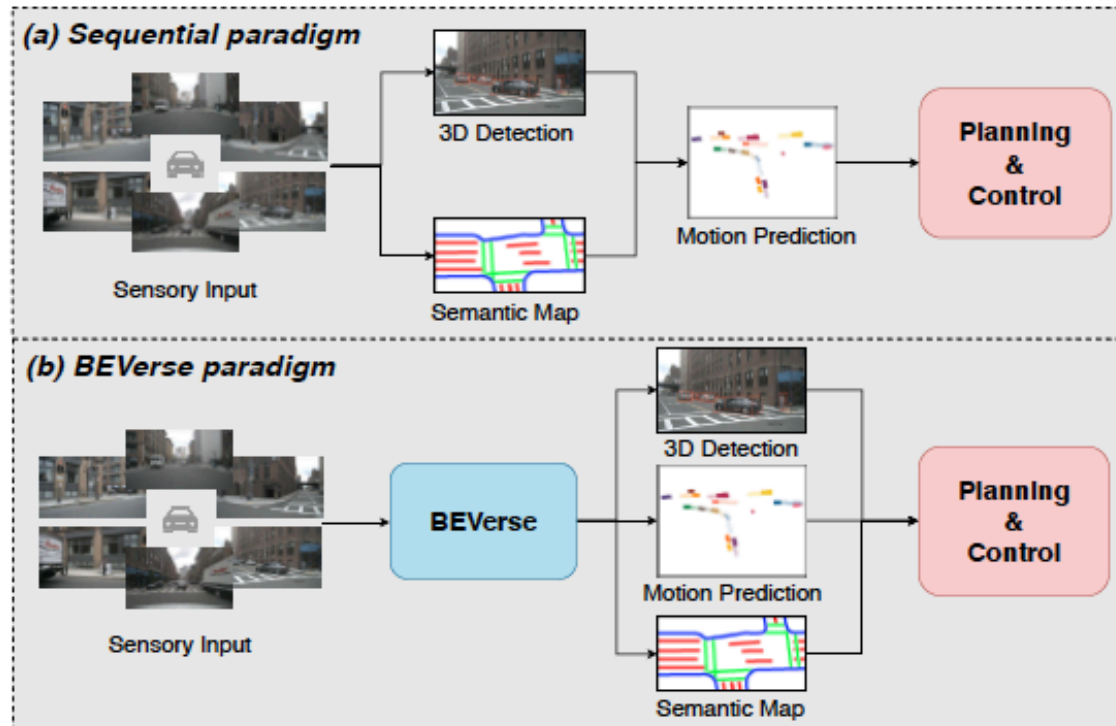 (a) Sequential paradigm
Sensory Input
3D Detection
Semantic Map
Motion Prediction
Planning
&
Control
(b) BEVerse paradigm
Sensory Input
BEVerse
3D Detection
Motion Prediction
Semantic Map
Planning
&
Control